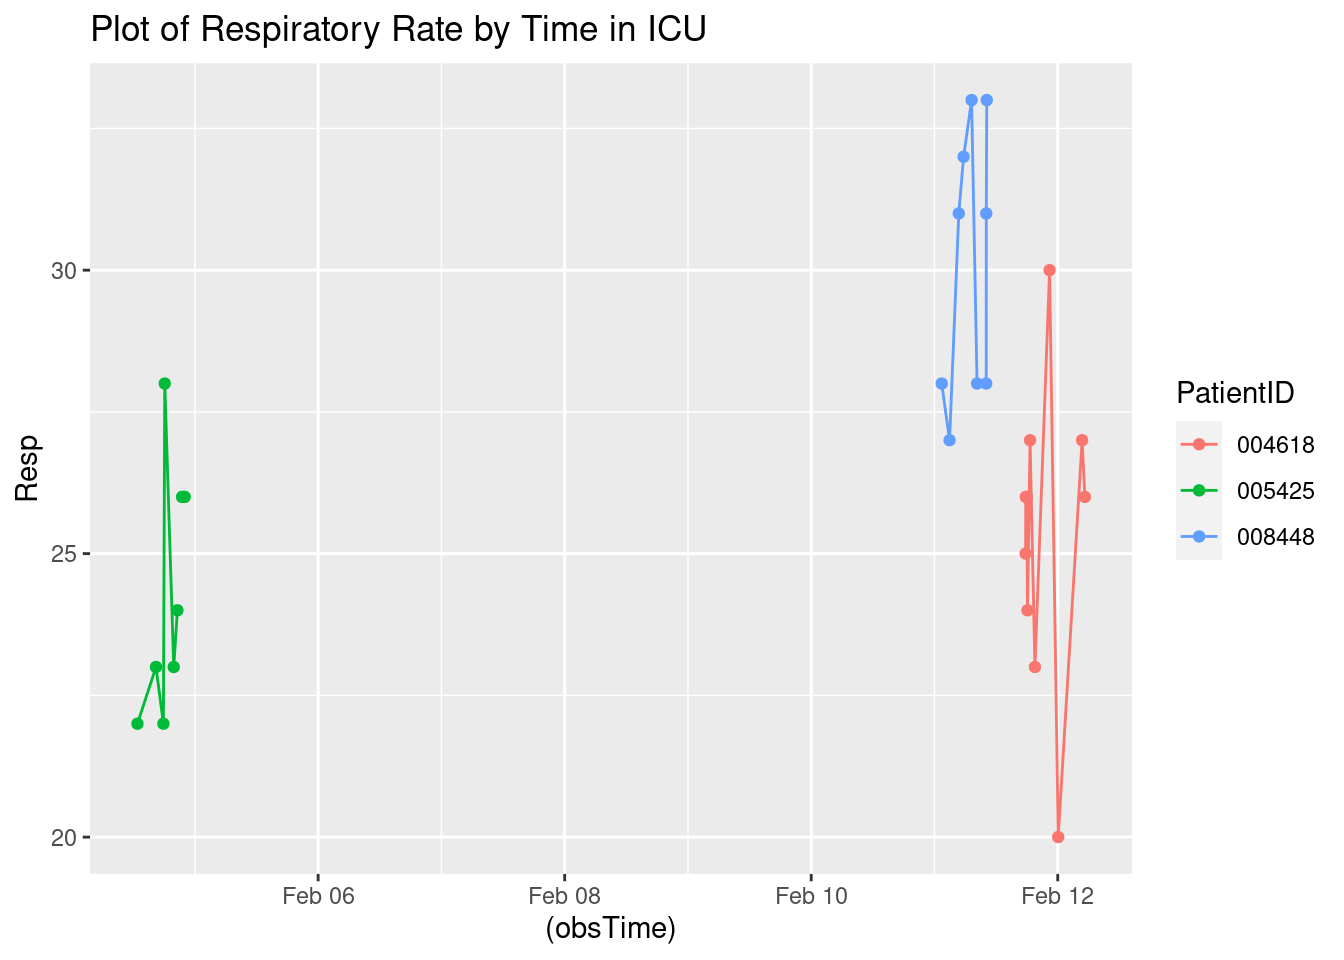 Plot of Respiratory Rate by Time in ICU
30
25
20
Resp
Feb 06
Feb 08
Feb 10
Feb 12
(obsTime)
PatientID
004618
005425
008448